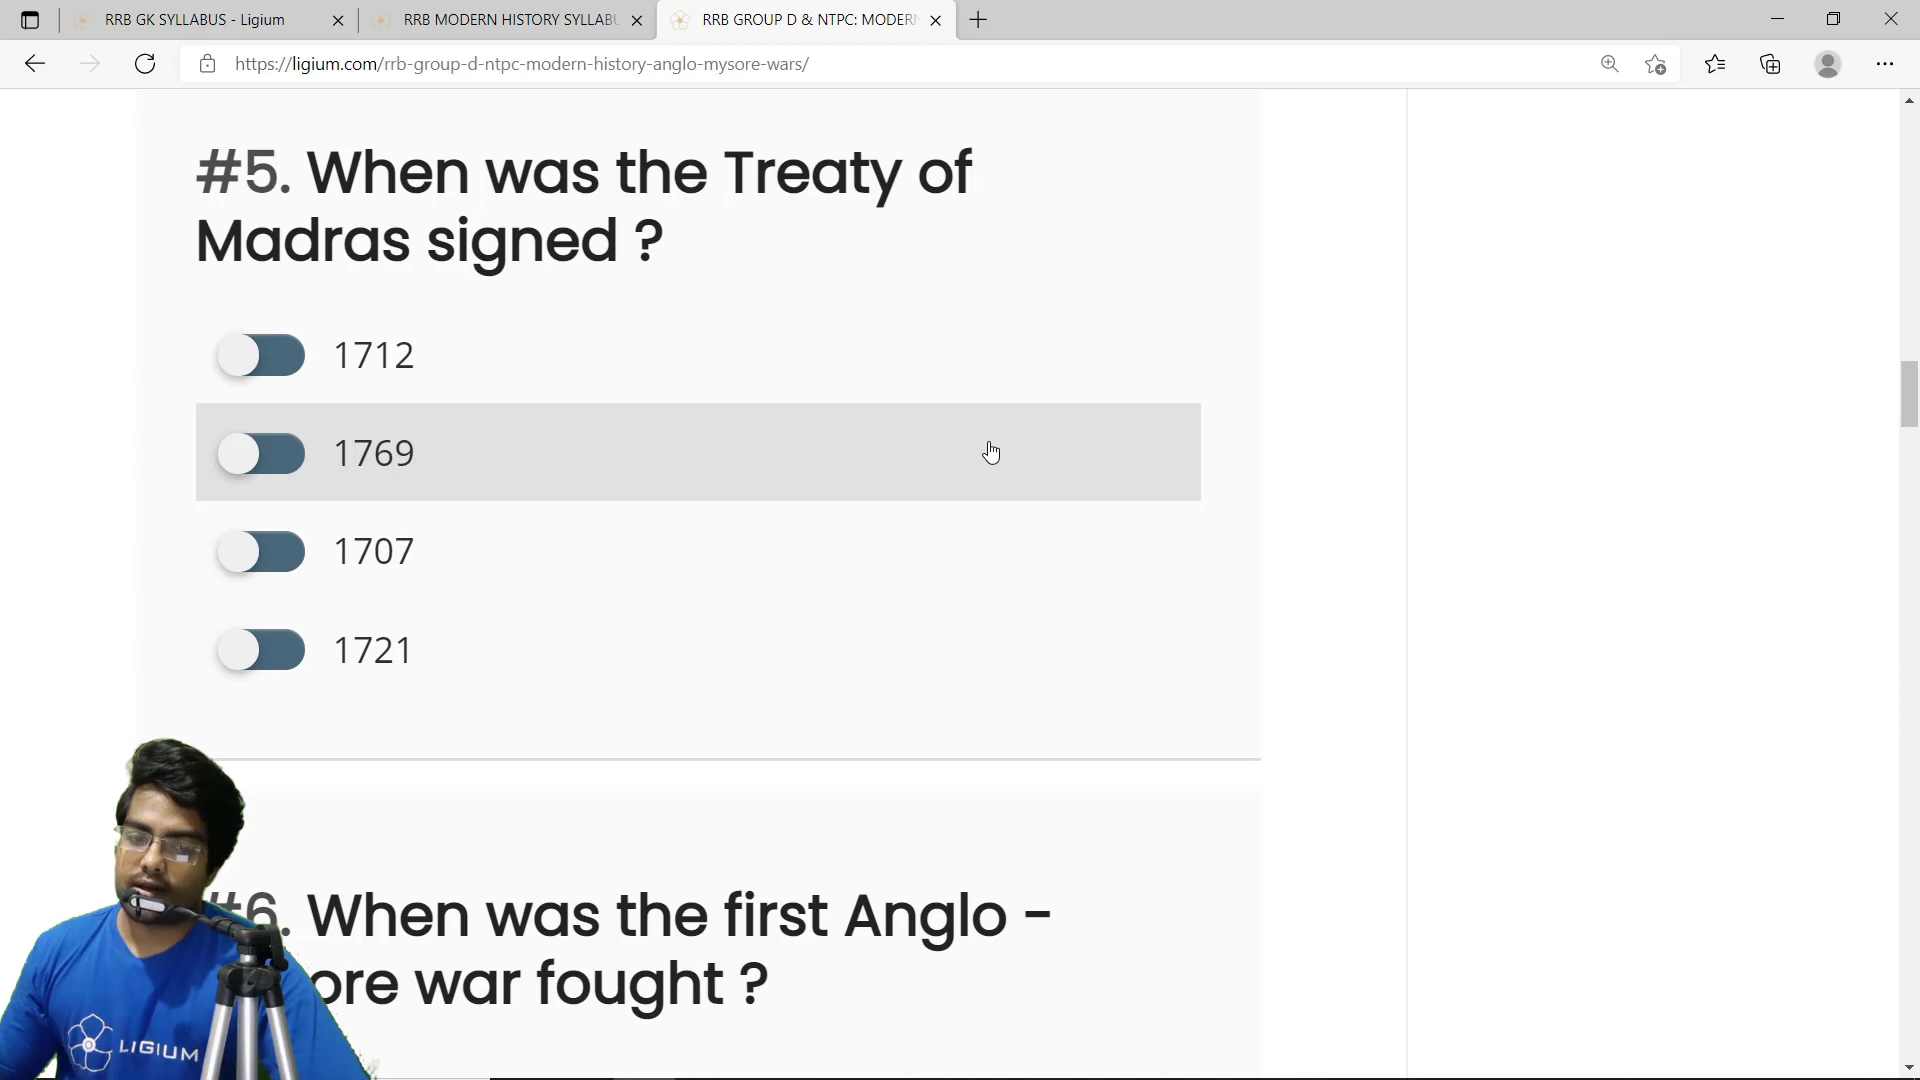 RRB GK SYLLABUS - Ligium
RRB MODERN HISTORY SYLLABU
RRB GROUP D & NTPC: MODERN
https://ligium.com/rrb-group-d-ntpc-modern-history-anglo-mysore-wars/
#5. When was the Treaty of
Madras signed ?
1712
1769
1707
1721
#6. When was the first Anglo -
ore war fought ?
LIGIUM